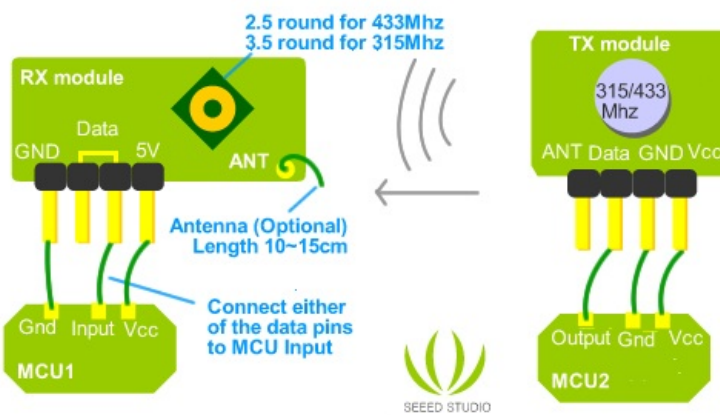 2.5 round for 433Mhz
3.5 round for 315Mhz
RX module
Data
GND
5V
ANT
Antenna (Optional)
Length 10~15cm
Connect either
of the data pins
to MCU Input
Gnd Input Vcc
MCU1
TX module
315/433
Mhz
ANT Data GND Vcc
Output Gnd Vcc
MCU2
SEEED STUDIO